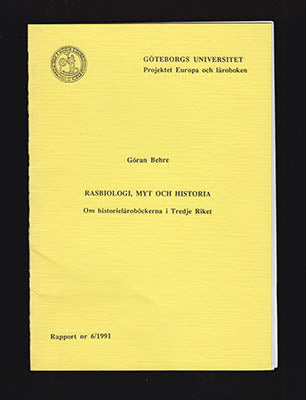 GÖTEBORGS UNIVERSITET
Projektet Europa och läroboken
Göran Behre
RASBIOLOGI, MYT OCH HISTORIA
Om historieläroböckerna i Tredje Riket
Rapport nr 6/1991